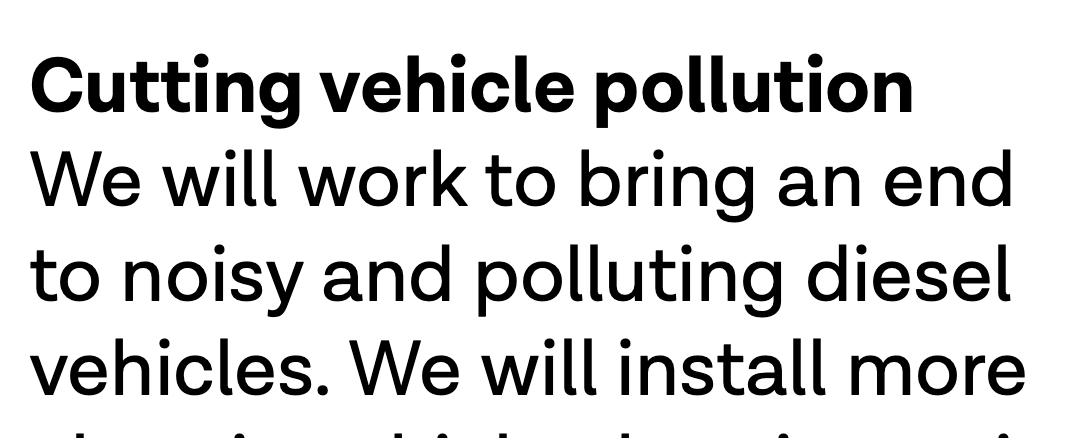 Cutting vehicle pollution
We will work to bring an end
to noisy and polluting diesel
vehicles. We will install more